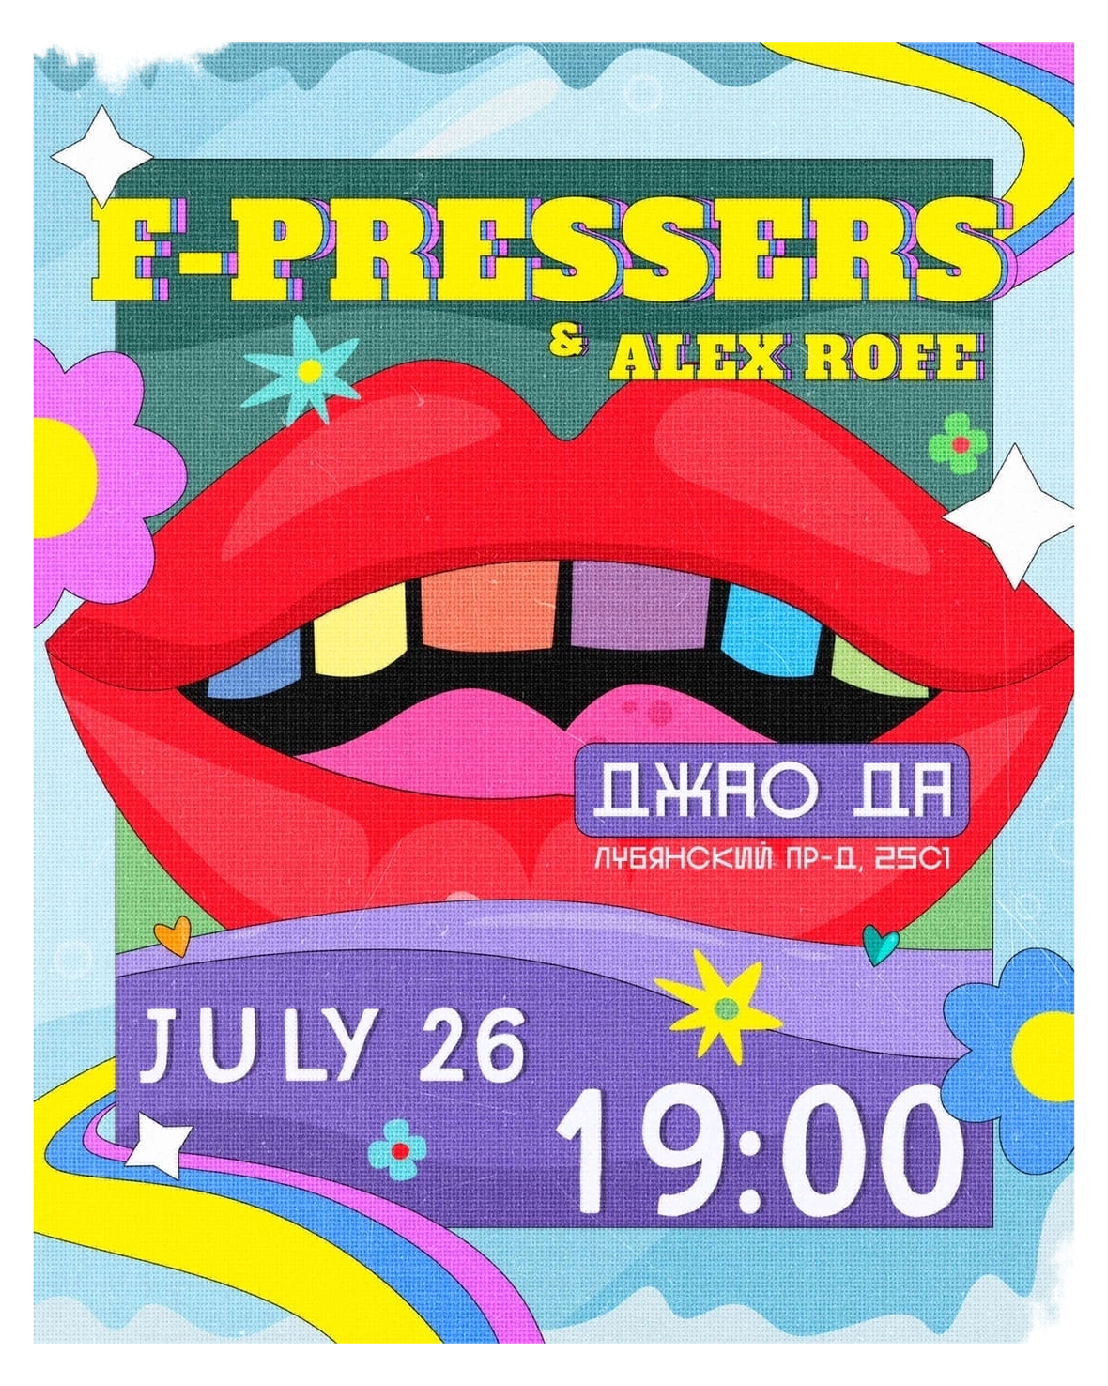 F-PRESSERS
& ALEX ROFE
ДЖАО ДА
ЛУБЯНСКИЙ ПР-Д, 25С1
JULY 26
19:00